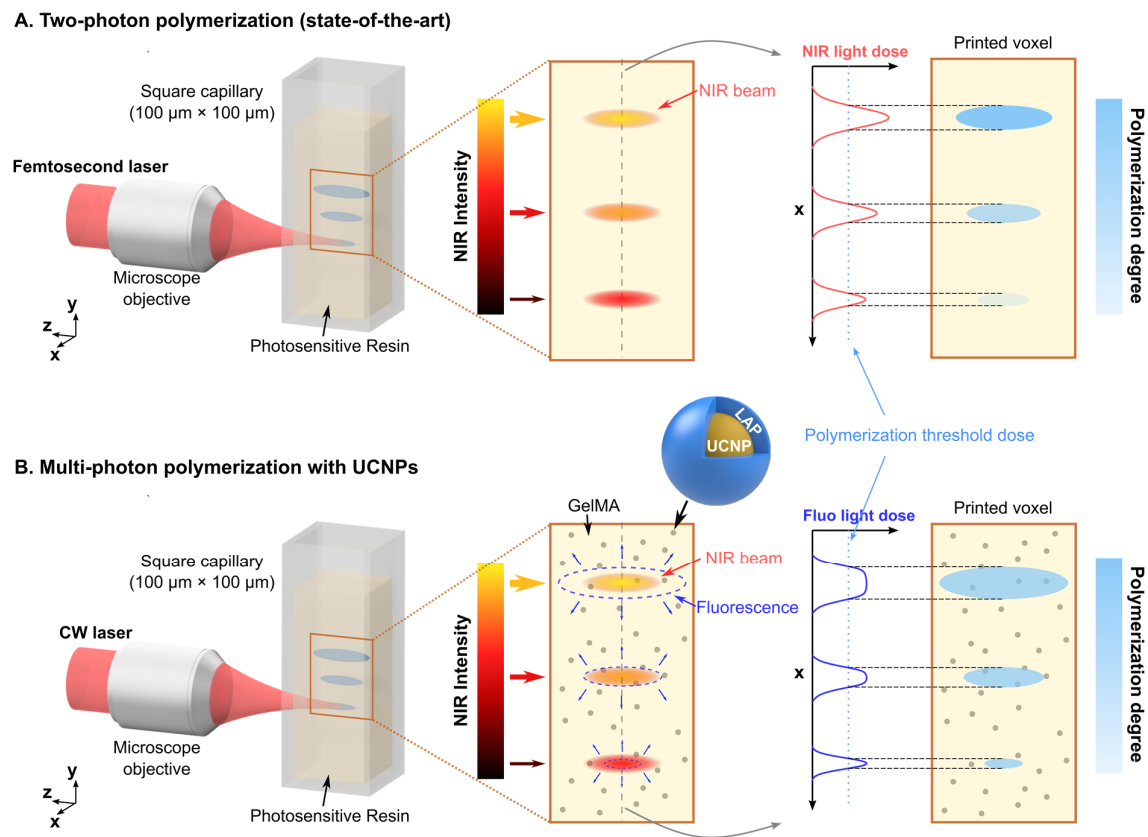 A. Two-photon polymerization (state-of-the-art)
Square capillary
(100 µm × 100 µm)
Femtosecond laser
Microscope
objective
y
z
x
Photosensitive Resin
NIR Intensity
NIR beam
NIR light dose
x
Printed voxel
Polymerization degree
Polymerization threshold dose
LAP
UCNP
B. Multi-photon polymerization with UCNPs
Square capillary
(100 µm × 100 µm)
CW laser
Microscope
objective
y
z
x
Photosensitive Resin
NIR Intensity
GelMA
NIR beam
Fluorescence
Fluo light dose
x
Printed voxel
Polymerization degree